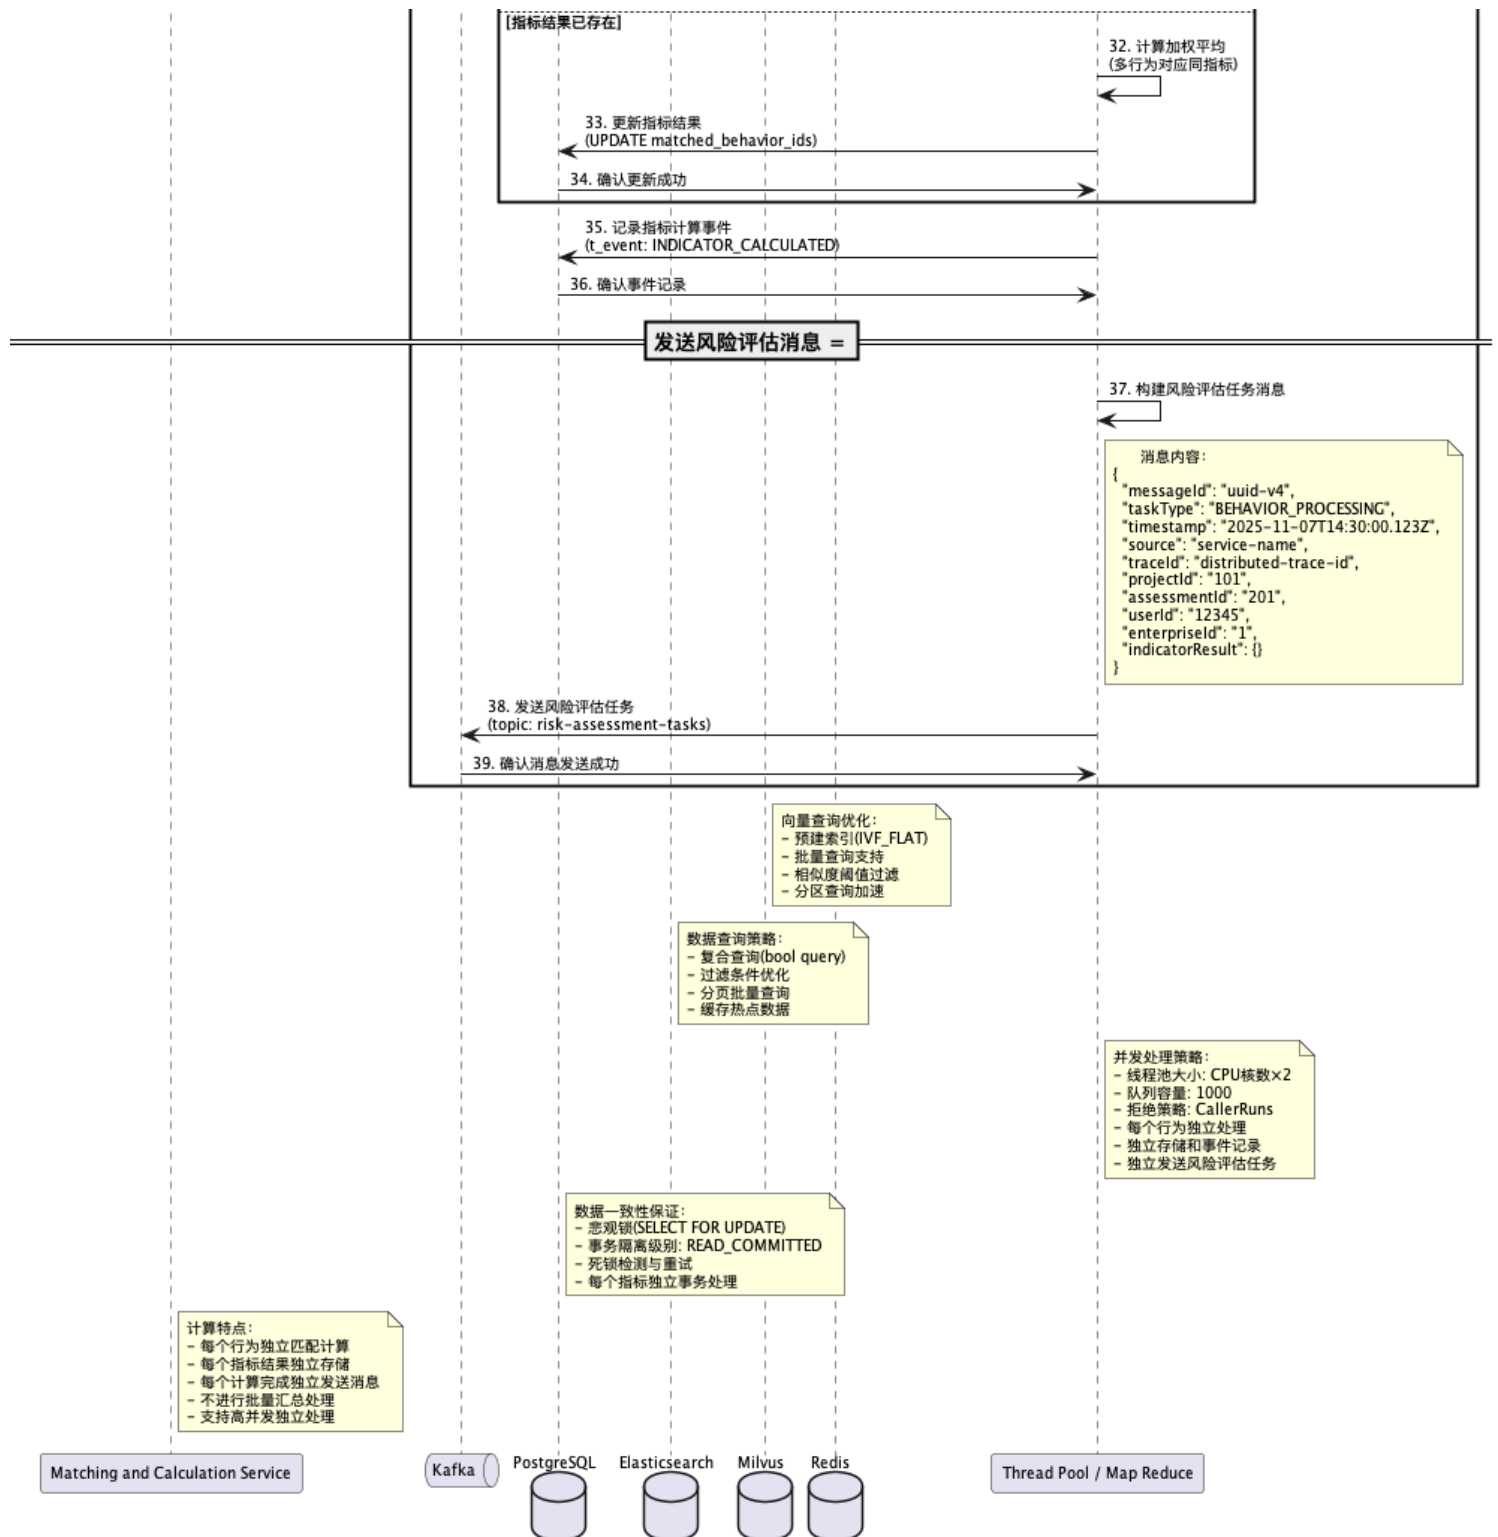 [指标结果已存在]
32. 计算加权平均
(多行为对应同指标)
33. 更新指标结果
(UPDATE matched_behavior_ids)
34. 确认更新成功
35. 记录指标计算事件
(t_event: INDICATOR_CALCULATED)
36. 确认事件记录
发送风险评估消息 =
37. 构建风险评估任务消息
消息内容:
{
"messageId": "uuid-v4",
"taskType": "BEHAVIOR_PROCESSING",
"timestamp": "2025-11-07T14:30:00.123Z",
"source": "service-name",
"traceId": "distributed-trace-id",
"projectId": "101",
"assessmentId": "201",
"userId": "12345",
"enterpriseId": "1",
"indicatorResult": {}
}
38. 发送风险评估任务
(topic: risk-assessment-tasks)
39. 确认消息发送成功
向量查询优化:
- 预建索引(IVF_FLAT)
- 批量查询支持
- 相似度阈值过滤
- 分区查询加速
数据查询策略:
- 复合查询(bool query)
- 过滤条件优化
- 分页批量查询
- 缓存热点数据
并发处理策略:
- 线程池大小: CPU核数×2
- 队列容量: 1000
- 拒绝策略: CallerRuns
- 每个行为独立处理
- 独立存储和事件记录
- 独立发送风险评估任务
数据一致性保证:
- 悲观锁(SELECT FOR UPDATE)
- 事务隔离级别: READ_COMMITTED
- 死锁检测与重试
- 每个指标独立事务处理
计算特点:
- 每个行为独立匹配计算
- 每个指标结果独立存储
- 每个计算完成独立发送消息
- 不进行批量汇总处理
- 支持高并发独立处理
Matching and Calculation Service
Kafka
PostgreSQL
Elasticsearch
Milvus
Redis
Thread Pool / Map Reduce